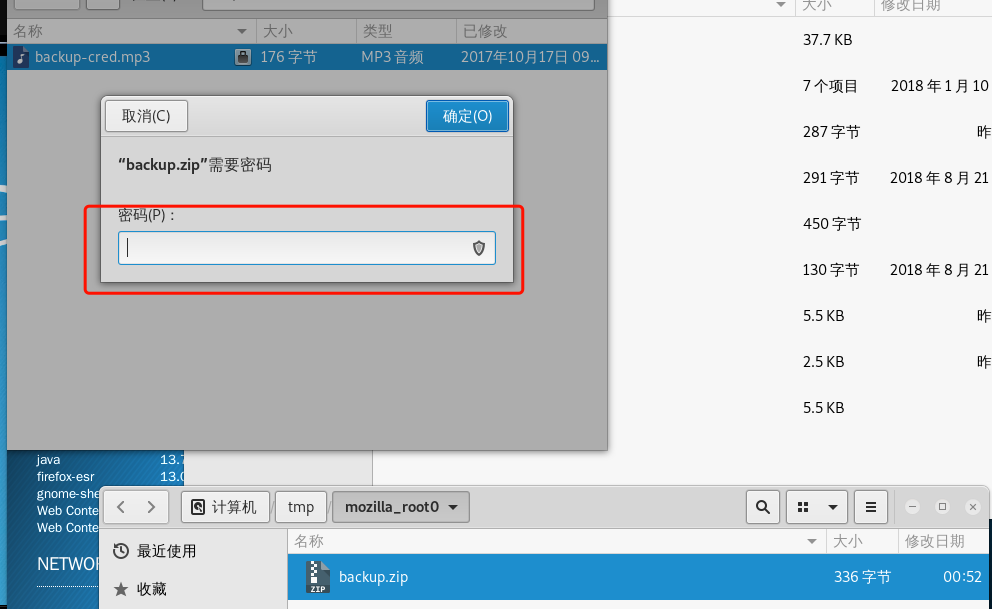 名称 大小 类型 已修改
backup-cred.mp3 176 字节 MP3 音频 2017年10月17日 09...
取消(C) 确定(O)
“backup.zip”需要密码
密码(P)：
大小 修改日期
37.7 KB
7 个项目 2018 年 1 月 10
287 字节 昨
291 字节 2018 年 8 月 21
450 字节
130 字节 2018 年 8 月 21
5.5 KB 昨
2.5 KB 昨
5.5 KB
java 13.7
firefox-esr 13.0
gnome-she
Web Conte
Web Conte
NETWOR
计算机 tmp mozilla_root0
最近使用
收藏
名称 大小 修改日期
ZIP backup.zip 336 字节 00:52